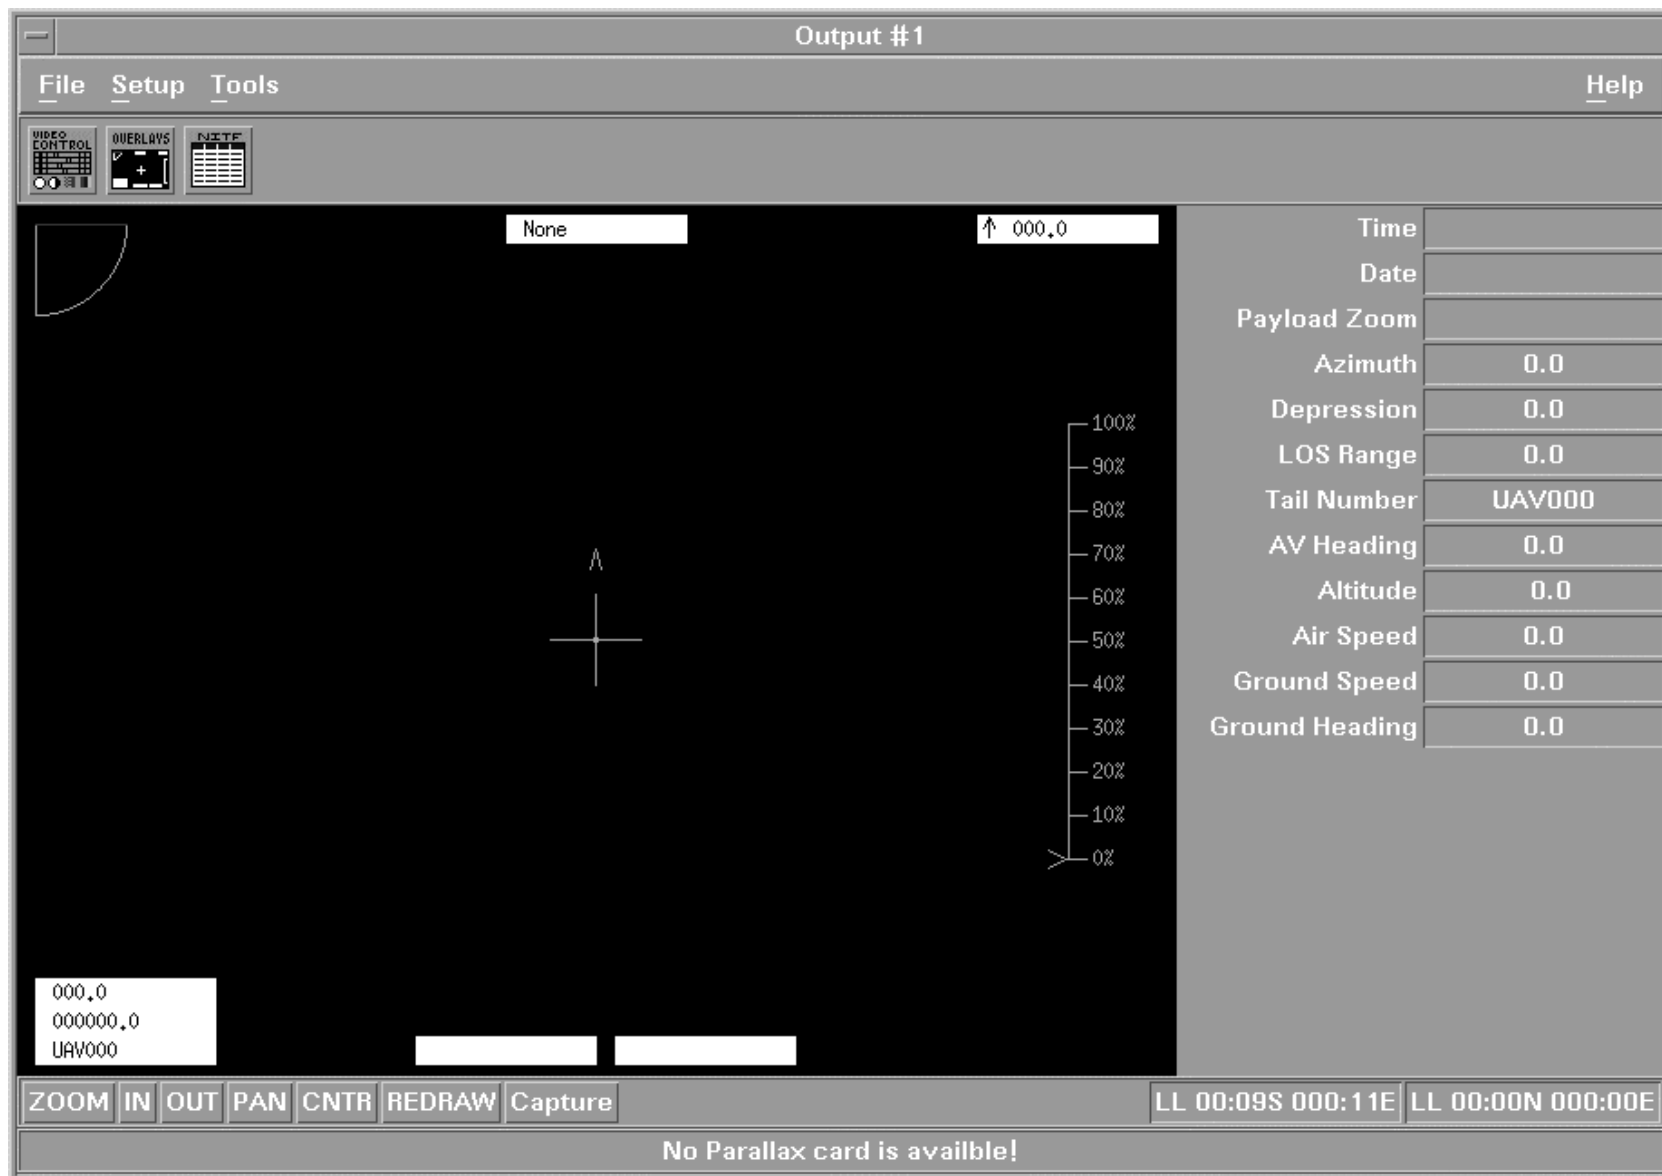 Output #1
File Setup Tools Help
VIDEO CONTROL
OVERLAYS
NITF
None
000.0
Time
Date
Payload Zoom
Azimuth 0.0
Depression 0.0
LOS Range 0.0
Tail Number UAV000
AV Heading 0.0
Altitude 0.0
Air Speed 0.0
Ground Speed 0.0
Ground Heading 0.0
100%
90%
80%
70%
60%
50%
40%
30%
20%
10%
0%
000.0
000000.0
UAV000
ZOOM IN OUT PAN CNTR REDRAW Capture LL 00:09S 000:11E LL 00:00N 000:00E
No Parallax card is availble!